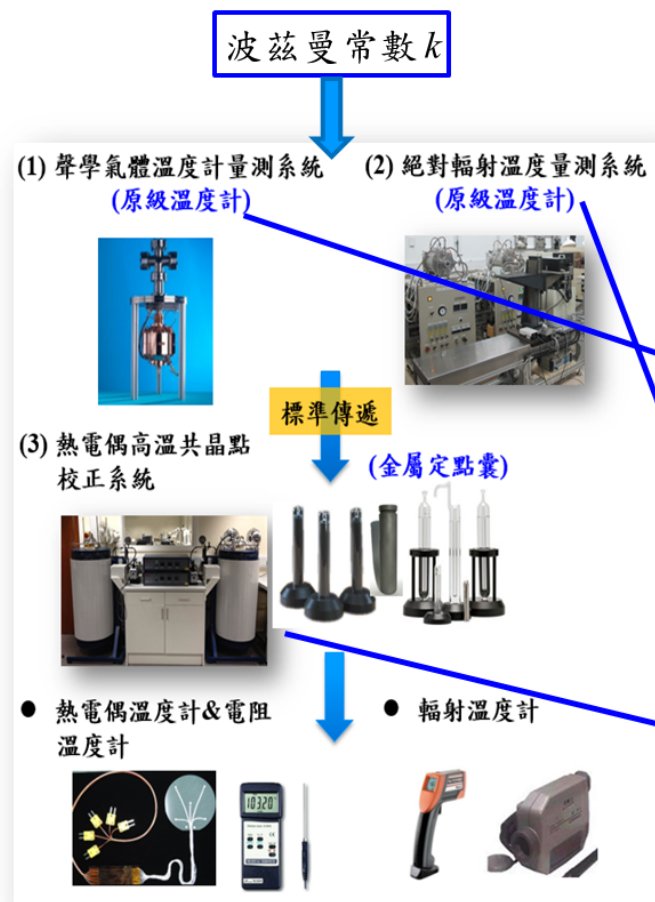 波茲曼常數k
(1) 聲學氣體溫度計量測系統
(原級溫度計)
(2) 絕對輻射溫度量測系統
(原級溫度計)
標準傳遞
(3) 熱電偶高溫共晶點
校正系統
(金屬定點囊)
● 熱電偶溫度計&電阻
溫度計
● 輻射溫度計
103.20